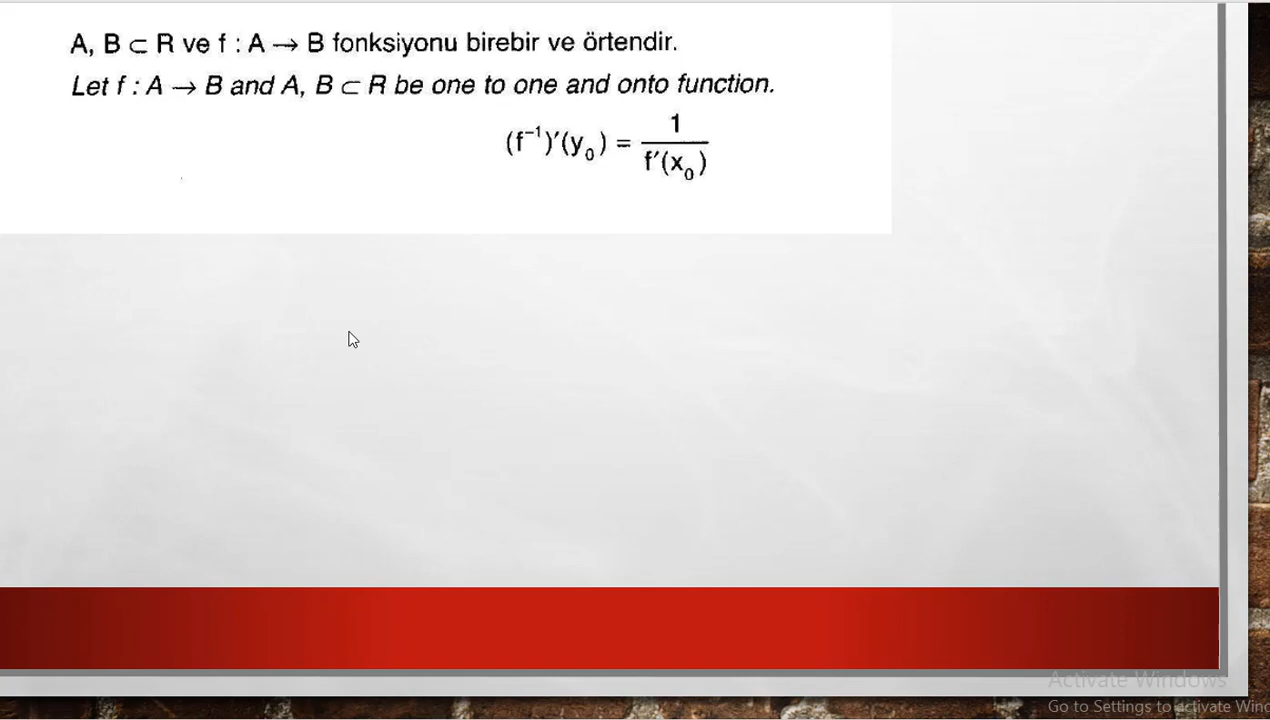 A, B ⊂ R ve f : A → B fonksiyonu birebir ve örtendir.
Let f : A → B and A, B ⊂ R be one to one and onto function.
(f⁻¹)′(y₀) = 1 / f′(x₀)
Activate Windows
Go to Settings to activate Wind